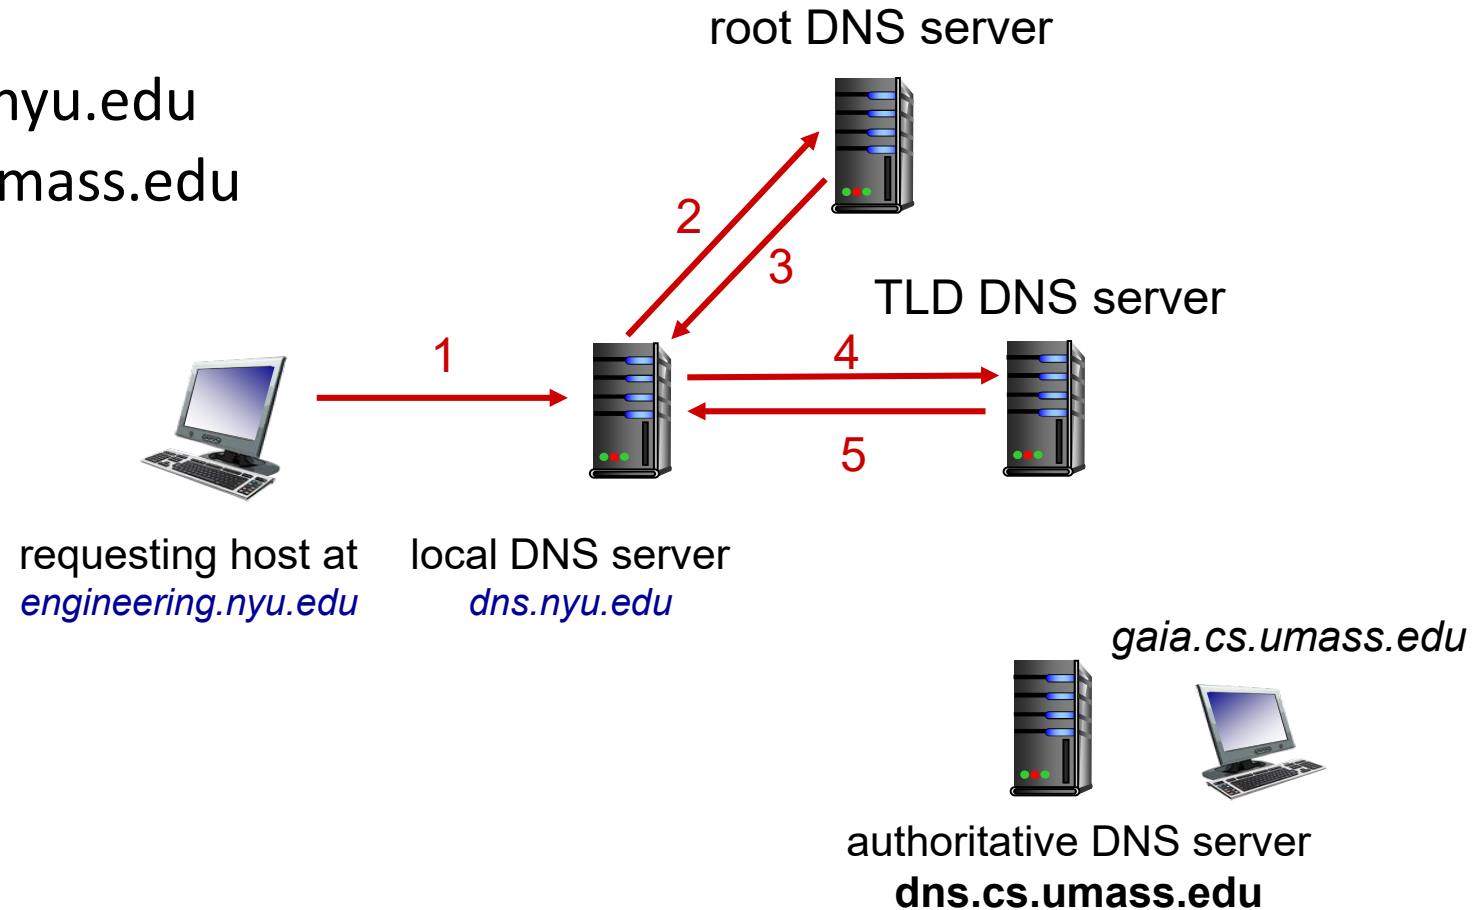 root DNS server
nyu.edu
mass.edu
2
3
TLD DNS server
1
4
5
requesting host at
engineering.nyu.edu
local DNS server
dns.nyu.edu
gaia.cs.umass.edu
authoritative DNS server
dns.cs.umass.edu